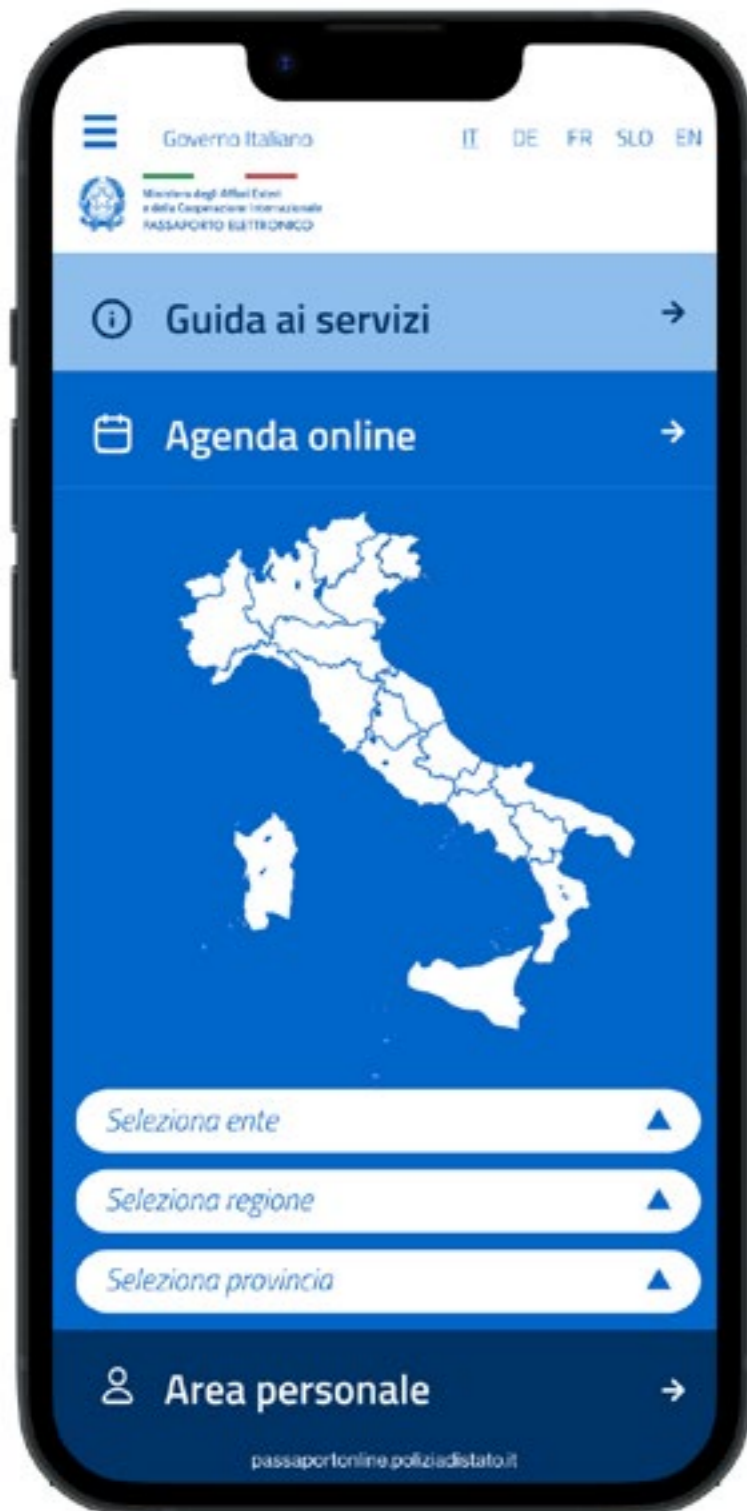 Governo Italiano IT DE FR SLO EN
Ministero degli Affari Esteri
e della Cooperazione Internazionale
PASSAPORTO ELETTRONICO
Guida ai servizi
Agenda online
Seleziona ente
Seleziona regione
Seleziona provincia
Area personale
passaportonline.poliziadistato.it